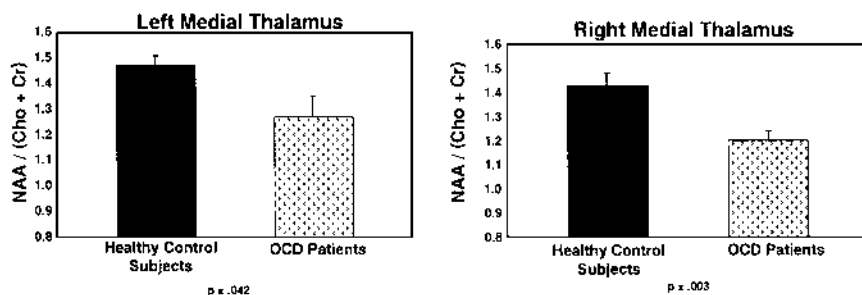 Left Medial Thalamus
NAA / (Cho + Cr)
1.6
1.5
1.4
1.3
1.2
1.1
1.0
0.9
0.8
Healthy Control
Subjects
OCD Patients
p x .042
Right Medial Thalamus
NAA / (Cho + Cr)
1.6
1.5
1.4
1.3
1.2
1.1
1.0
0.9
0.8
Healthy Control
Subjects
OCD Patients
p x .003